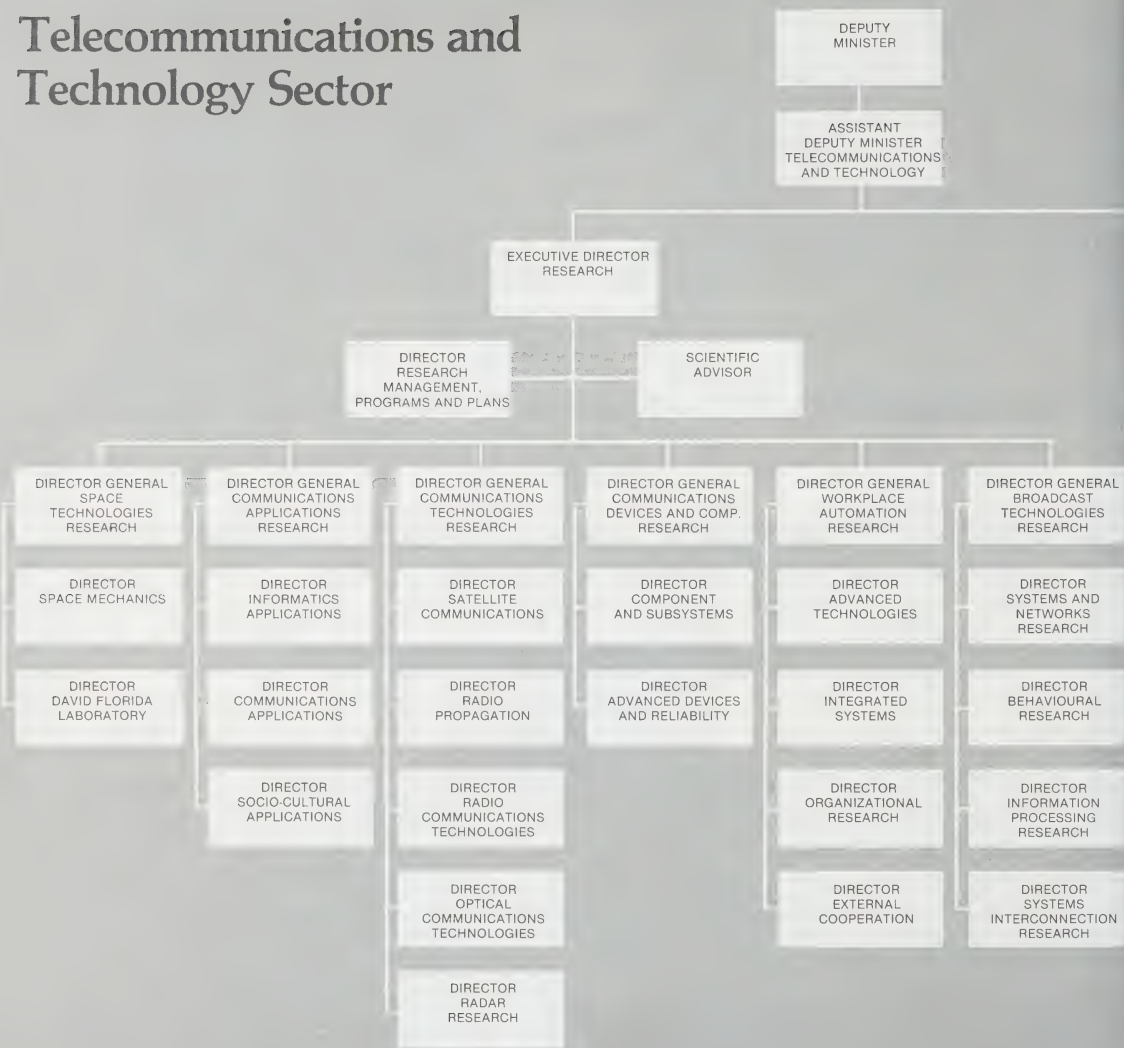 Telecommunications and
Technology Sector
DEPUTY
MINISTER
ASSISTANT
DEPUTY MINISTER
TELECOMMUNICATIONS
AND TECHNOLOGY
EXECUTIVE DIRECTOR
RESEARCH
DIRECTOR
RESEARCH
MANAGEMENT,
PROGRAMS AND PLANS
SCIENTIFIC
ADVISOR
DIRECTOR GENERAL
SPACE
TECHNOLOGIES
RESEARCH
DIRECTOR
SPACE MECHANICS
DIRECTOR
DAVID FLORIDA
LABORATORY
DIRECTOR GENERAL
COMMUNICATIONS
APPLICATIONS
RESEARCH
DIRECTOR
INFORMATICS
APPLICATIONS
DIRECTOR
COMMUNICATIONS
APPLICATIONS
DIRECTOR
SOCIO-CULTURAL
APPLICATIONS
DIRECTOR GENERAL
COMMUNICATIONS
TECHNOLOGIES
RESEARCH
DIRECTOR
SATELLITE
COMMUNICATIONS
DIRECTOR
RADIO
PROPAGATION
DIRECTOR
RADIO
COMMUNICATIONS
TECHNOLOGIES
DIRECTOR
OPTICAL
COMMUNICATIONS
TECHNOLOGIES
DIRECTOR
RADAR
RESEARCH
DIRECTOR GENERAL
COMMUNICATIONS
DEVICES AND COMP.
RESEARCH
DIRECTOR
COMPONENT
AND SUBSYSTEMS
DIRECTOR
ADVANCED DEVICES
AND RELIABILITY
DIRECTOR GENERAL
WORKPLACE
AUTOMATION
RESEARCH
DIRECTOR
ADVANCED
TECHNOLOGIES
DIRECTOR
INTEGRATED
SYSTEMS
DIRECTOR
ORGANIZATIONAL
RESEARCH
DIRECTOR
EXTERNAL
COOPERATION
DIRECTOR GENERAL
BROADCAST
TECHNOLOGIES
RESEARCH
DIRECTOR
SYSTEMS AND
NETWORKS
RESEARCH
DIRECTOR
BEHAVIOURAL
RESEARCH
DIRECTOR
INFORMATION
PROCESSING
RESEARCH
DIRECTOR
SYSTEMS
INTERCONNECTION
RESEARCH